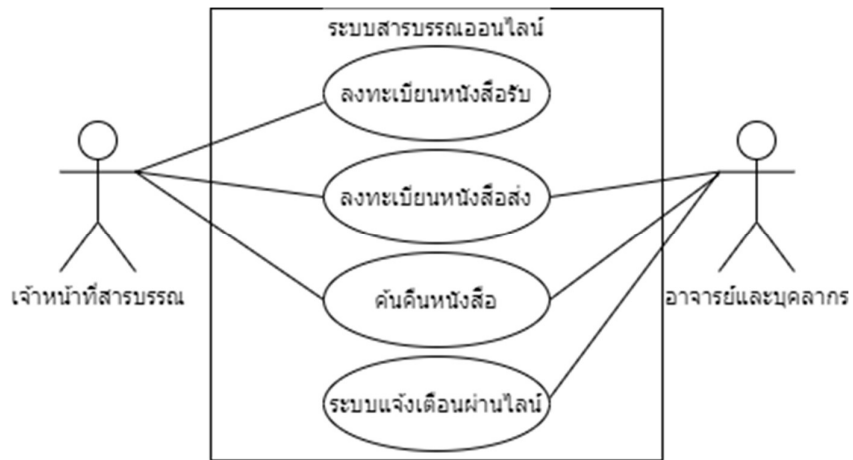 ระบบสารบรรณออนไลน์
ลงทะเบียนหนังสือรับ
ลงทะเบียนหนังสือส่ง
ค้นคืนหนังสือ
ระบบแจ้งเตือนผ่านไลน์
เจ้าหน้าที่สารบรรณ
อาจารย์และบุคลากร